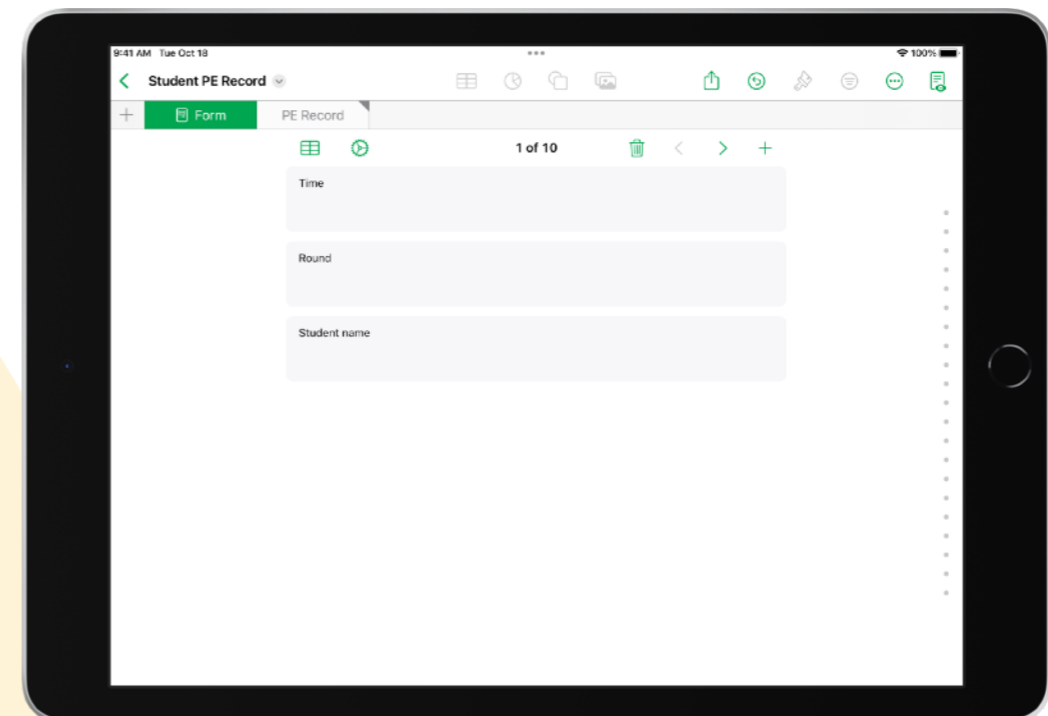 9:41 AM Tue Oct 18
100%
Student PE Record
Form
PE Record
1 of 10
Time
Round
Student name